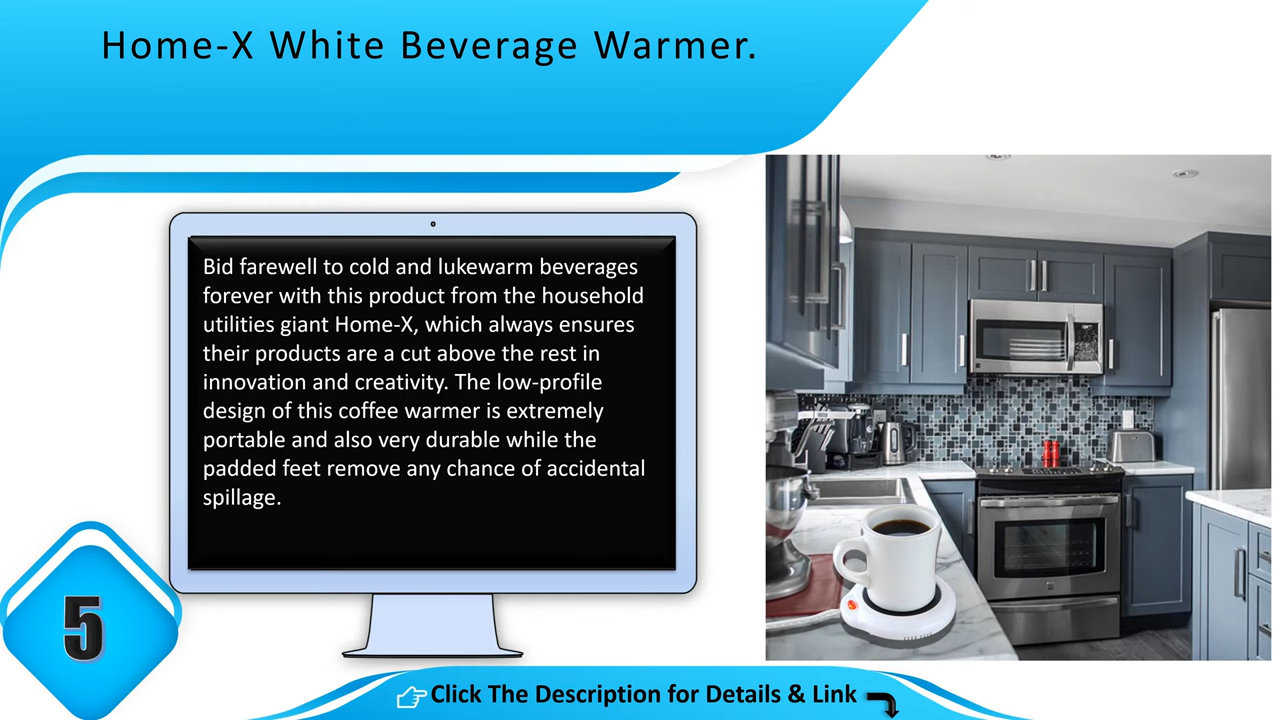 Home-X White Beverage Warmer.
Bid farewell to cold and lukewarm beverages
forever with this product from the household
utilities giant Home-X, which always ensures
their products are a cut above the rest in
innovation and creativity. The low-profile
design of this coffee warmer is extremely
portable and also very durable while the
padded feet remove any chance of accidental
spillage.
5
Click The Description for Details & Link